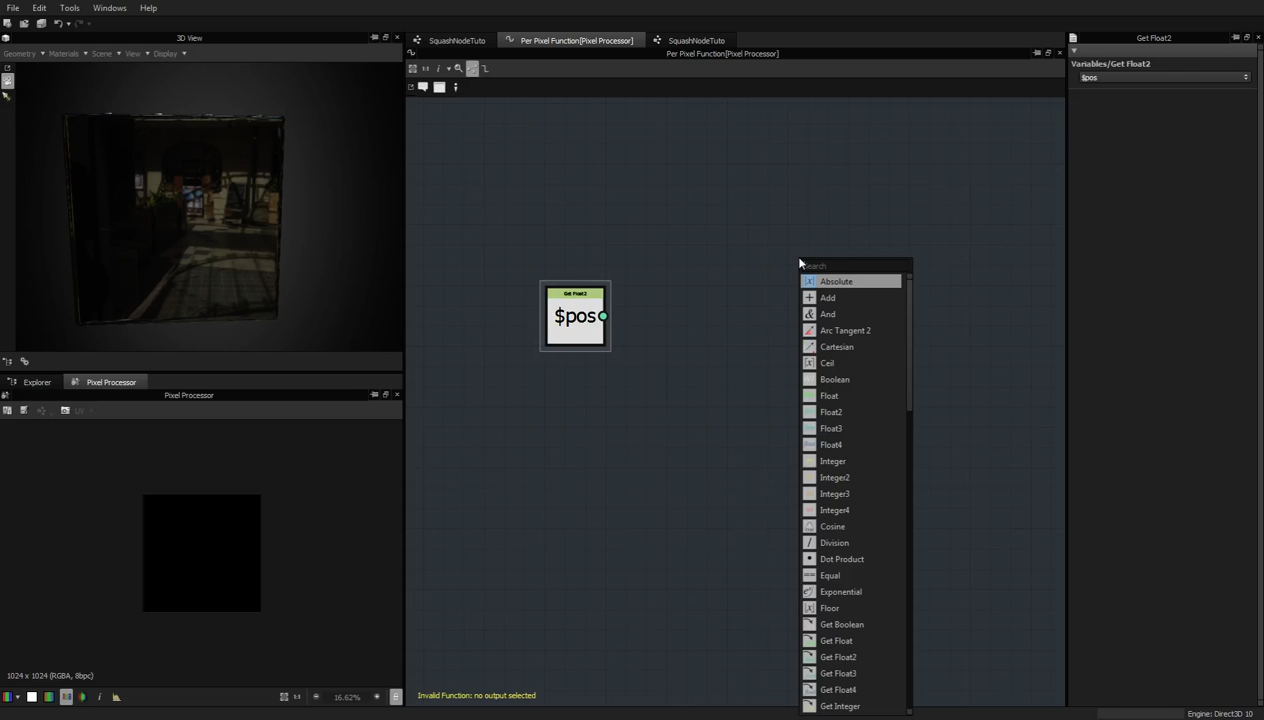 File Edit Tools Windows Help
3D View
Geometry Materials Scene View Display
SquashNodeTuto Per Pixel Function[Pixel Processor] SquashNodeTuto
Per Pixel Function[Pixel Processor]
Get Float2
Variables/Get Float2
$pos
Get Float2
$pos
Search
Absolute
Add
And
Arc Tangent 2
Cartesian
Ceil
Boolean
Float
Float2
Float3
Float4
Integer
Integer2
Integer3
Integer4
Cosine
Division
Dot Product
Equal
Exponential
Floor
Get Boolean
Get Float
Get Float2
Get Float3
Get Float4
Get Integer
Explorer Pixel Processor
Pixel Processor
UV
1024 x 1024 (RGBA, 8bpc)
16.62%
Invalid Function: no output selected
Engine: Direct3D 10